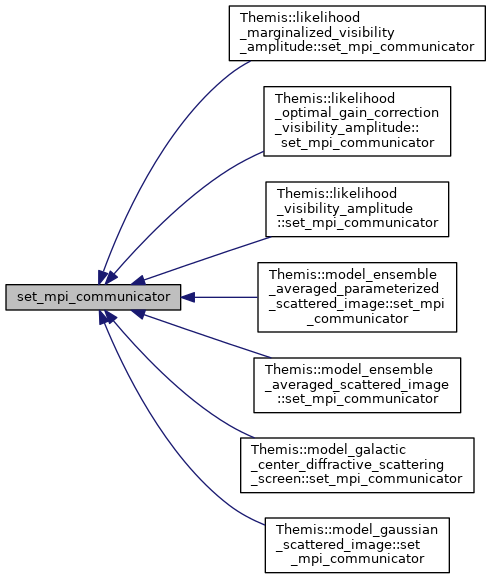 Themis::likelihood
_marginalized_visibility
_amplitude::set_mpi_communicator
Themis::likelihood
_optimal_gain_correction
_visibility_amplitude::
set_mpi_communicator
Themis::likelihood
_visibility_amplitude
::set_mpi_communicator
set_mpi_communicator
Themis::model_ensemble
_averaged_parameterized
_scattered_image::set_mpi
_communicator
Themis::model_ensemble
_averaged_scattered_image
::set_mpi_communicator
Themis::model_galactic
_center_diffractive_scattering
_screen::set_mpi_communicator
Themis::model_gaussian
_scattered_image::set
_mpi_communicator